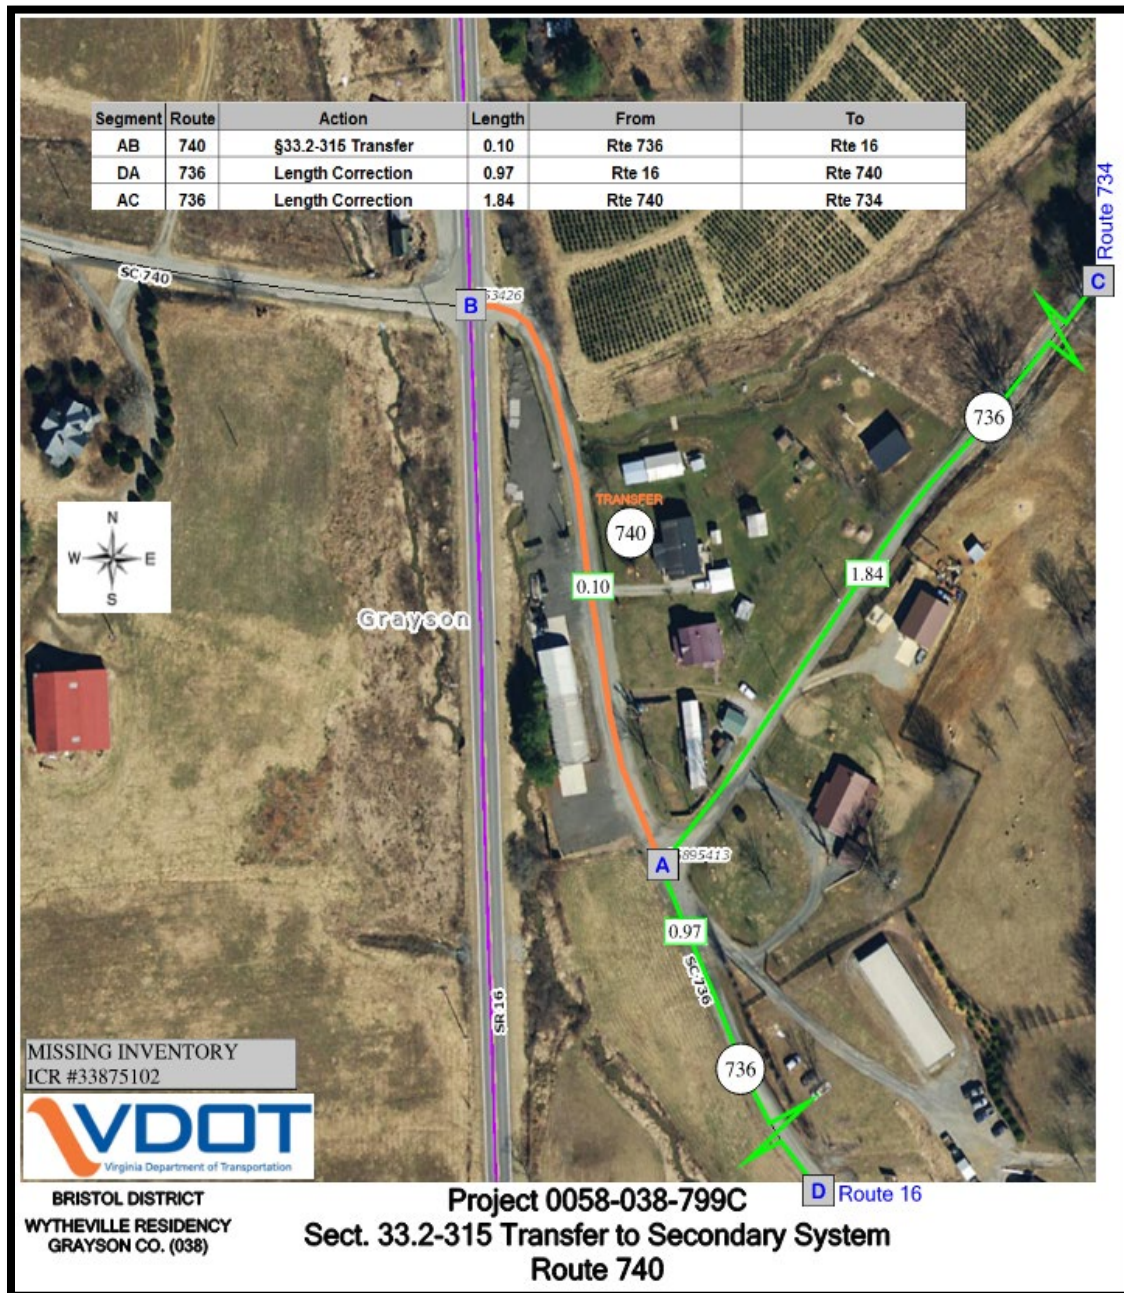 Segment Route Action Length From To
AB 740 §33.2-315 Transfer 0.10 Rte 736 Rte 16
DA 736 Length Correction 0.97 Rte 16 Rte 740
AC 736 Length Correction 1.84 Rte 740 Rte 734
Route 734
SC 740
C
B
53426
736
TRANSFER
740
N
W E
S
0.10
1.84
Grayson
A
895413
0.97
SC 736
SR 16
736
MISSING INVENTORY
ICR #33875102
VDOT
Virginia Department of Transportation
D Route 16
BRISTOL DISTRICT
WYTHEVILLE RESIDENCY
GRAYSON CO. (038)
Project 0058-038-799C
Sect. 33.2-315 Transfer to Secondary System
Route 740